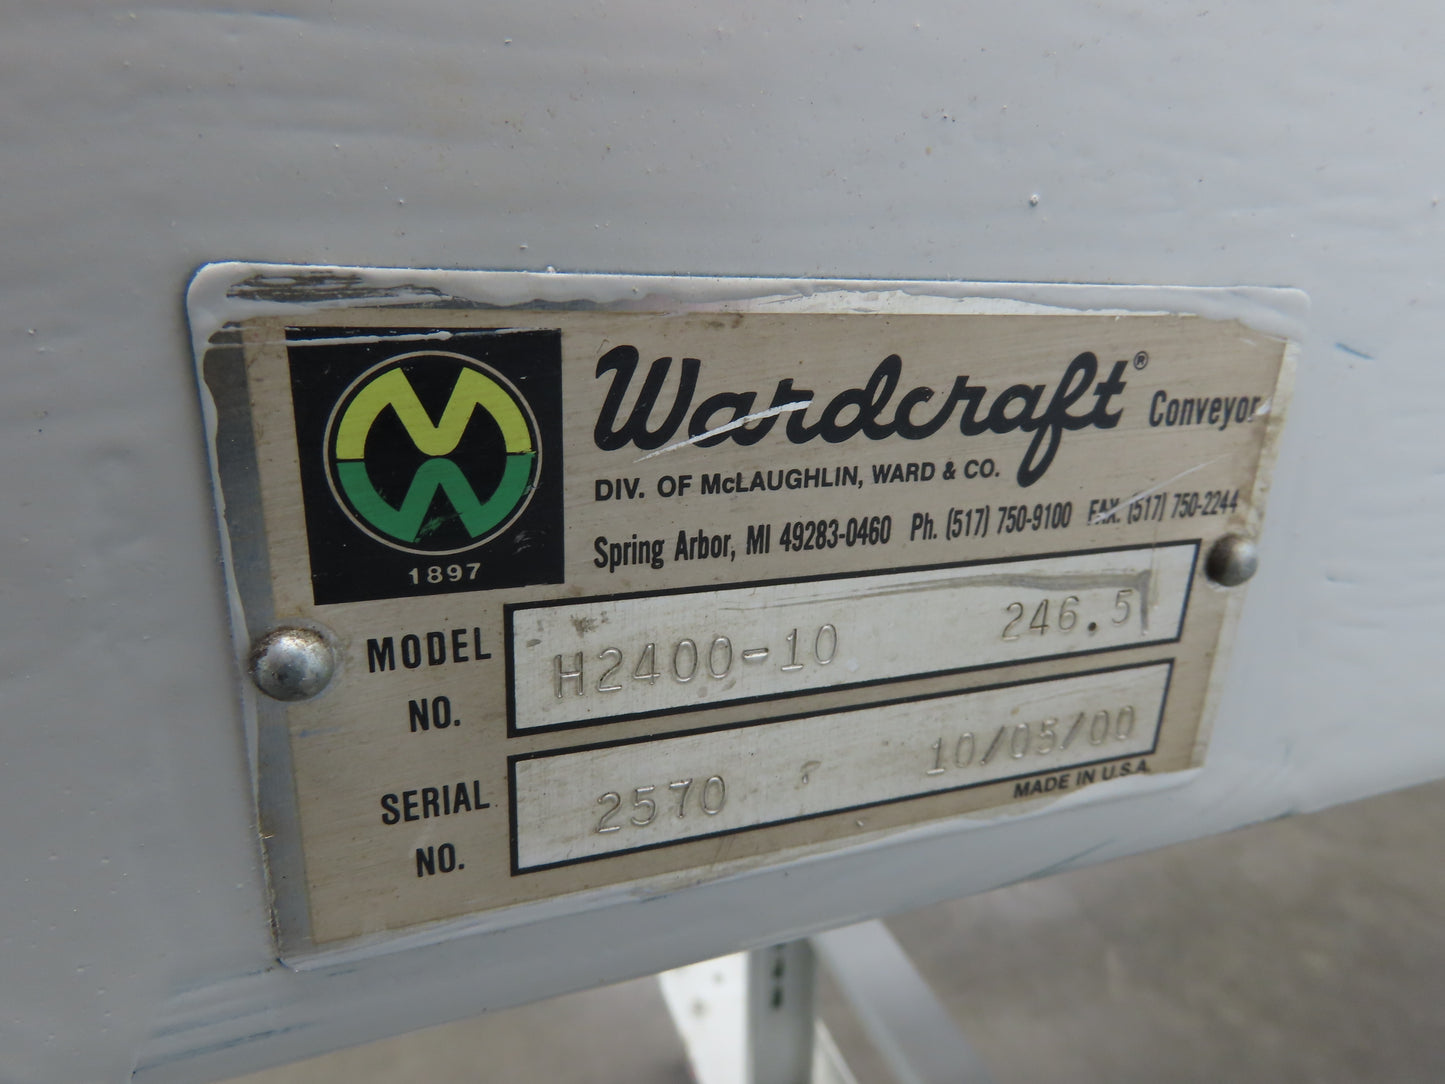 Wardcraft® Conveyor
DIV. OF McLAUGHLIN, WARD & CO.
Spring Arbor, MI 49283-0460 Ph. (517) 750-9100 FAX. (517) 750-2244
1897
MODEL NO. H2400-10 246.5
SERIAL NO. 2570 10/05/00
MADE IN U.S.A.